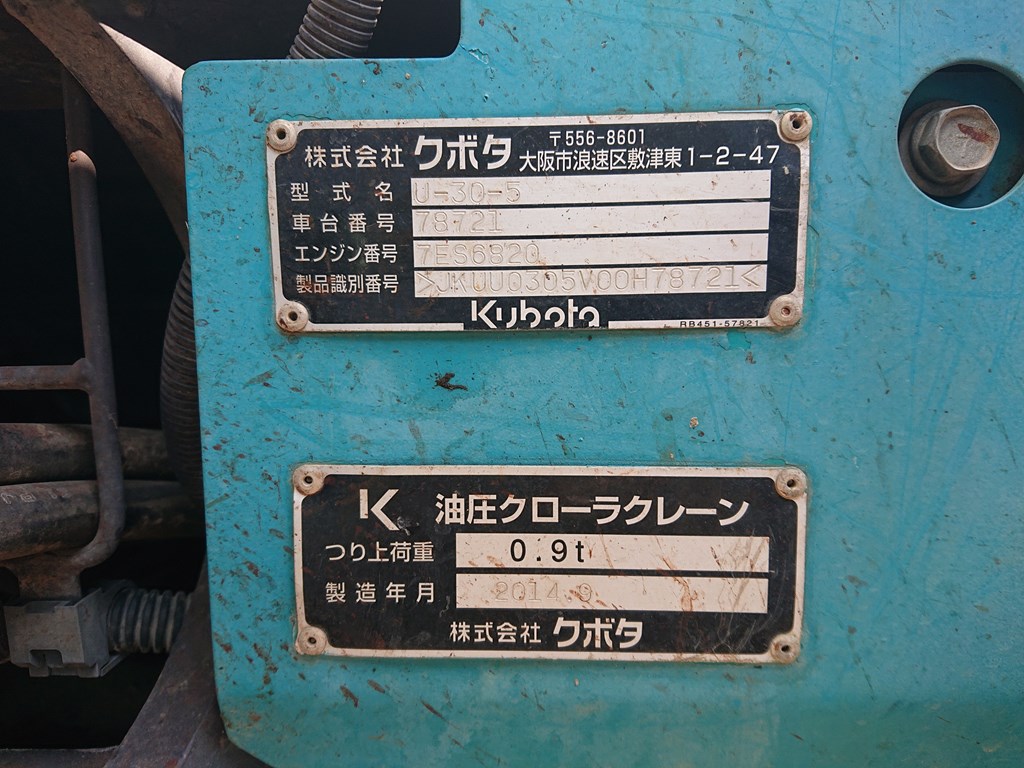 株式会社 クボタ 〒556-8601
大阪市浪速区敷津東1-2-47
型式名 U-30-5
車台番号 78721
エンジン番号 7ES6820
製品識別番号 >JKUU0305V00H78721<
Kubota
RB451-57821
K 油圧クローラクレーン
つり上荷重 0.9t
製造年月 2014.9
株式会社 クボタ